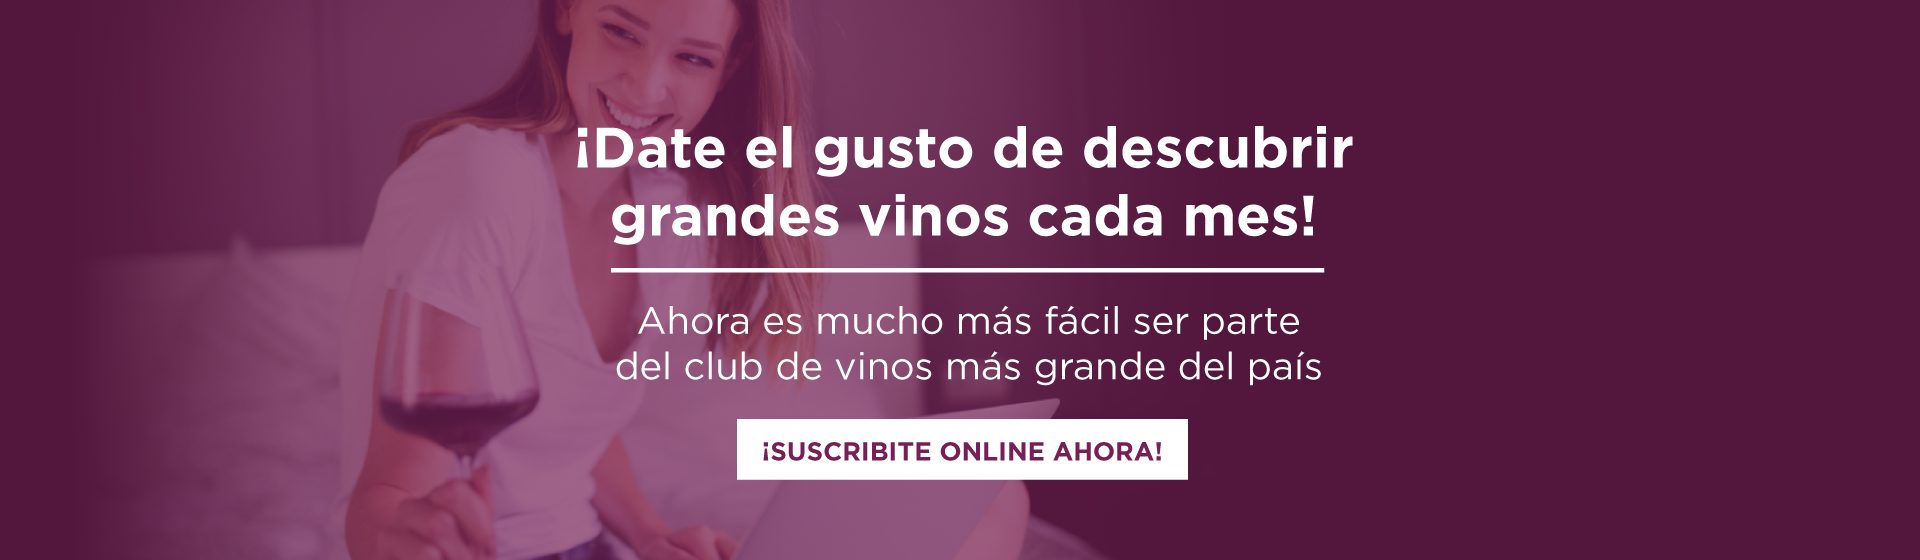 ¡Date el gusto de descubrir
grandes vinos cada mes!
Ahora es mucho más fácil ser parte
del club de vinos más grande del país
¡SUSCRIBITE ONLINE AHORA!